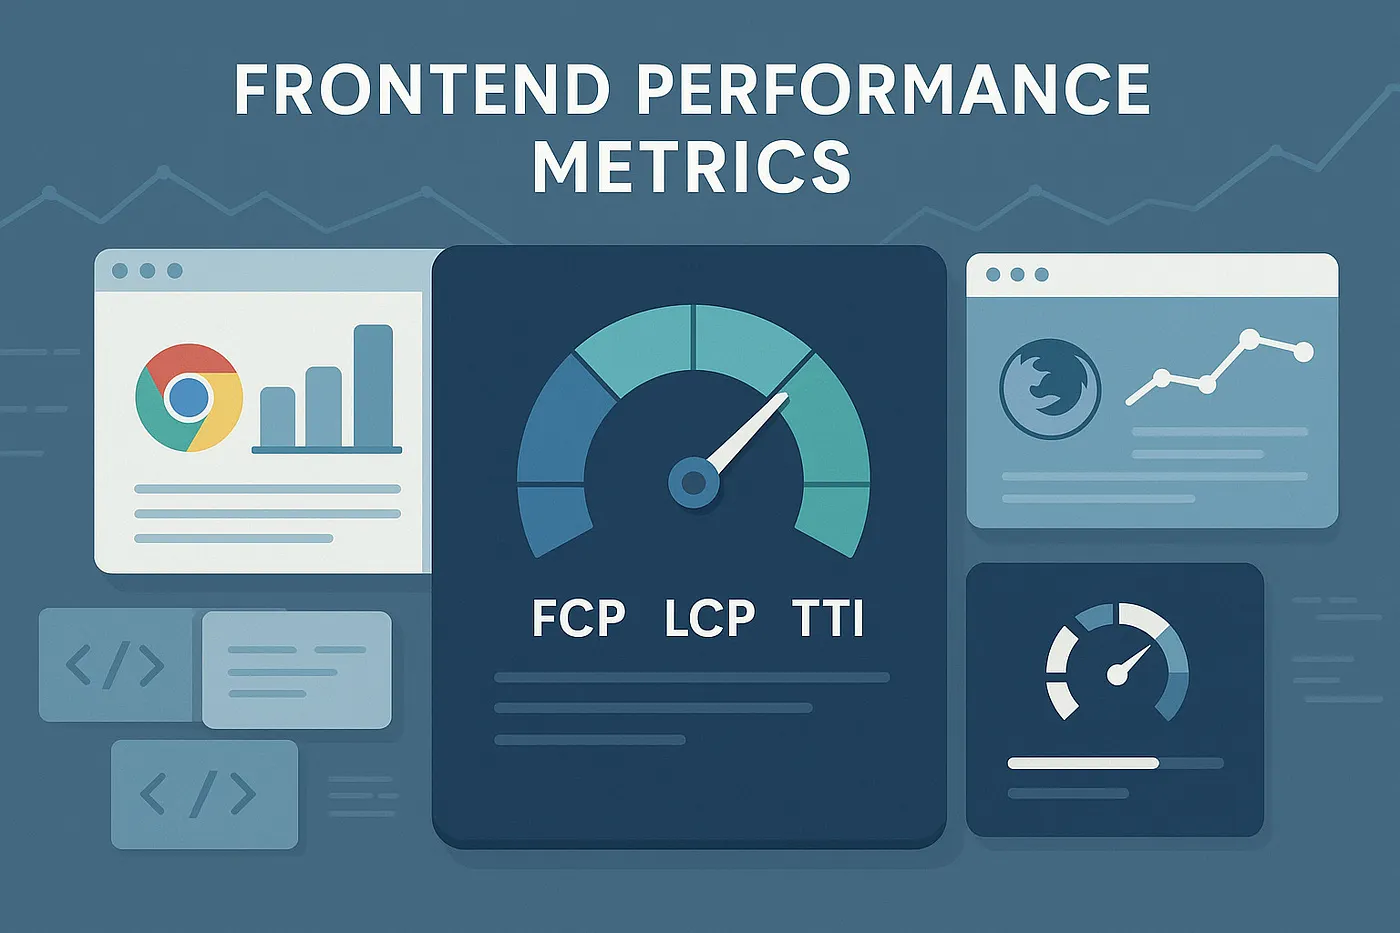 FRONTEND PERFORMANCE
METRICS
FCP LCP TTI
</>
</>